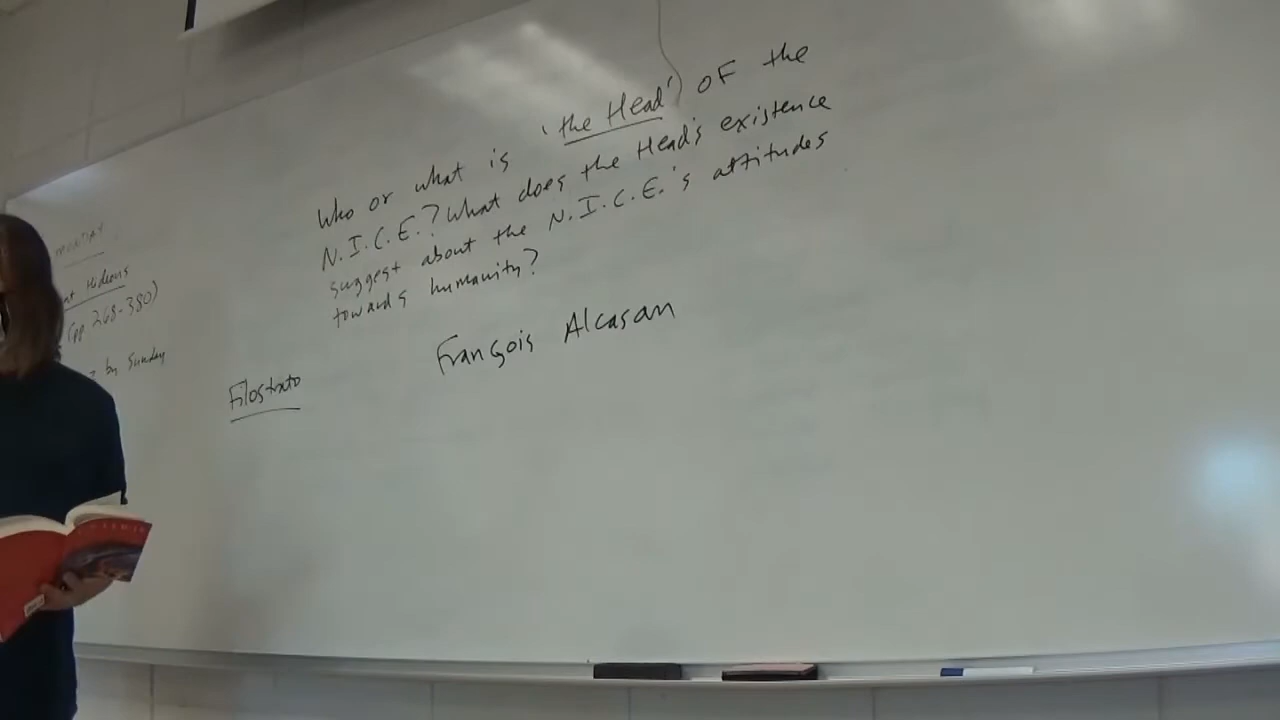 Who or what is 'the Head' of the
N.I.C.E.? What does the Head's existence
suggest about the N.I.C.E.'s attitudes
towards humanity?
François Alcasan
Filostrato
Hideous
(pp. 268-380)
by Sunday